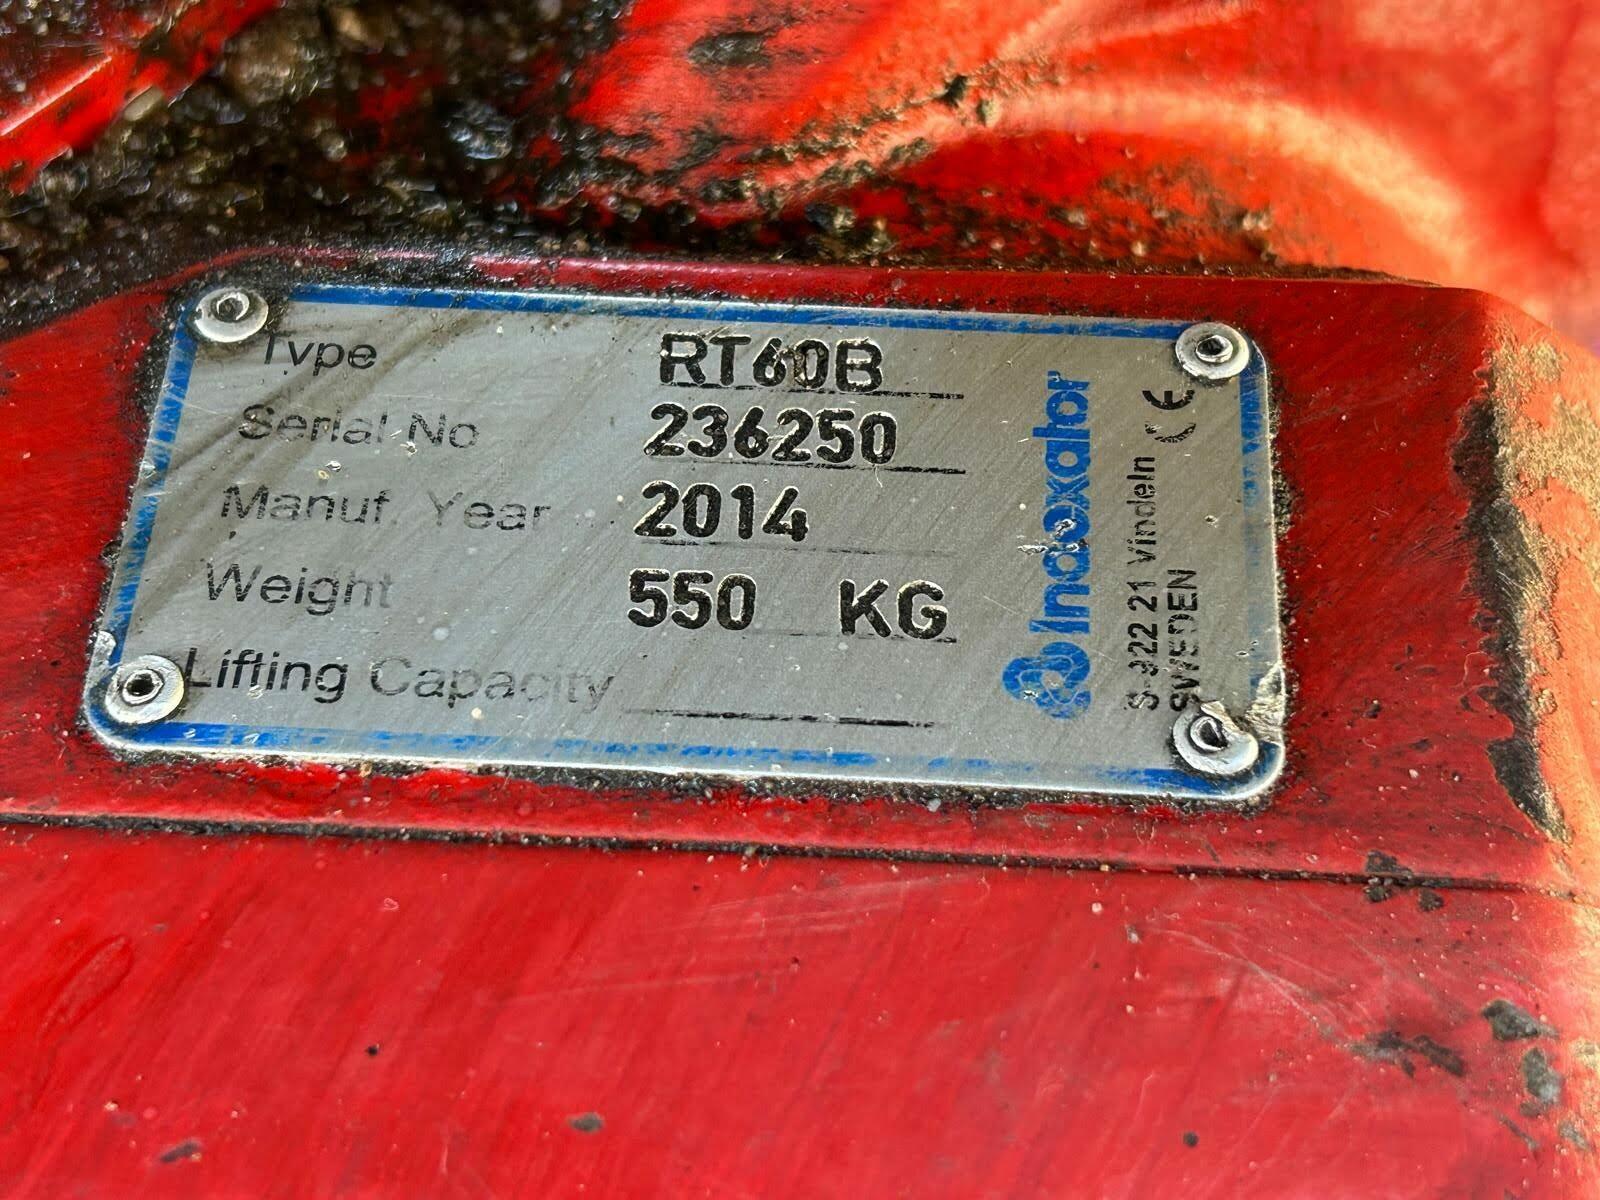 Type RT60B
Serial No 236250
Manuf. Year 2014
Weight 550 KG
Lifting Capacity
Indexator
S-922 21 Vindeln CE
SWEDEN